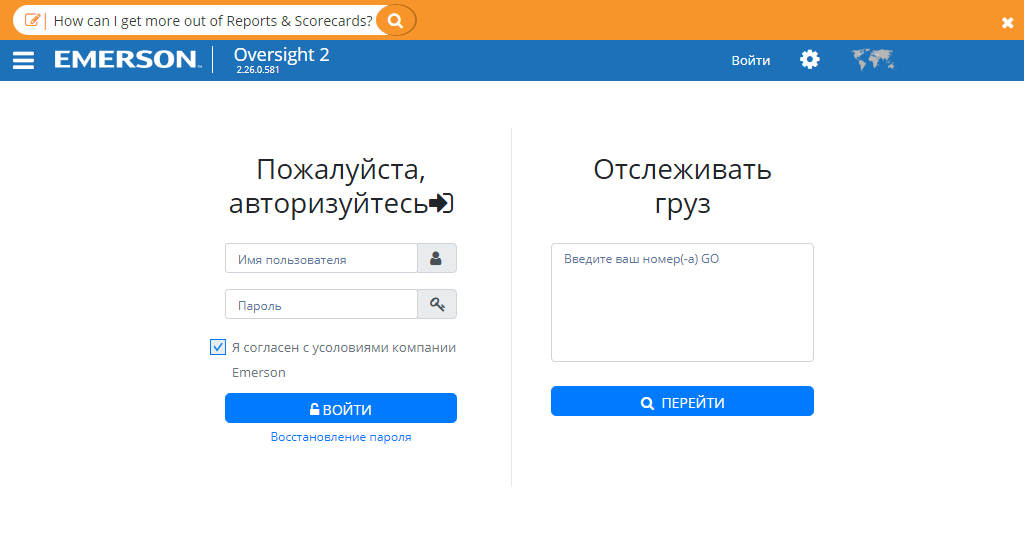 How can I get more out of Reports & Scorecards?
EMERSON™
Oversight 2
2.26.0.581
Войти
Пожалуйста,
авторизуйтесь
Имя пользователя
Пароль
Я согласен с усоловиями компании
Emerson
ВОЙТИ
Восстановление пароля
Отслеживать
груз
Введите ваш номер(-а) GO
ПЕРЕЙТИ